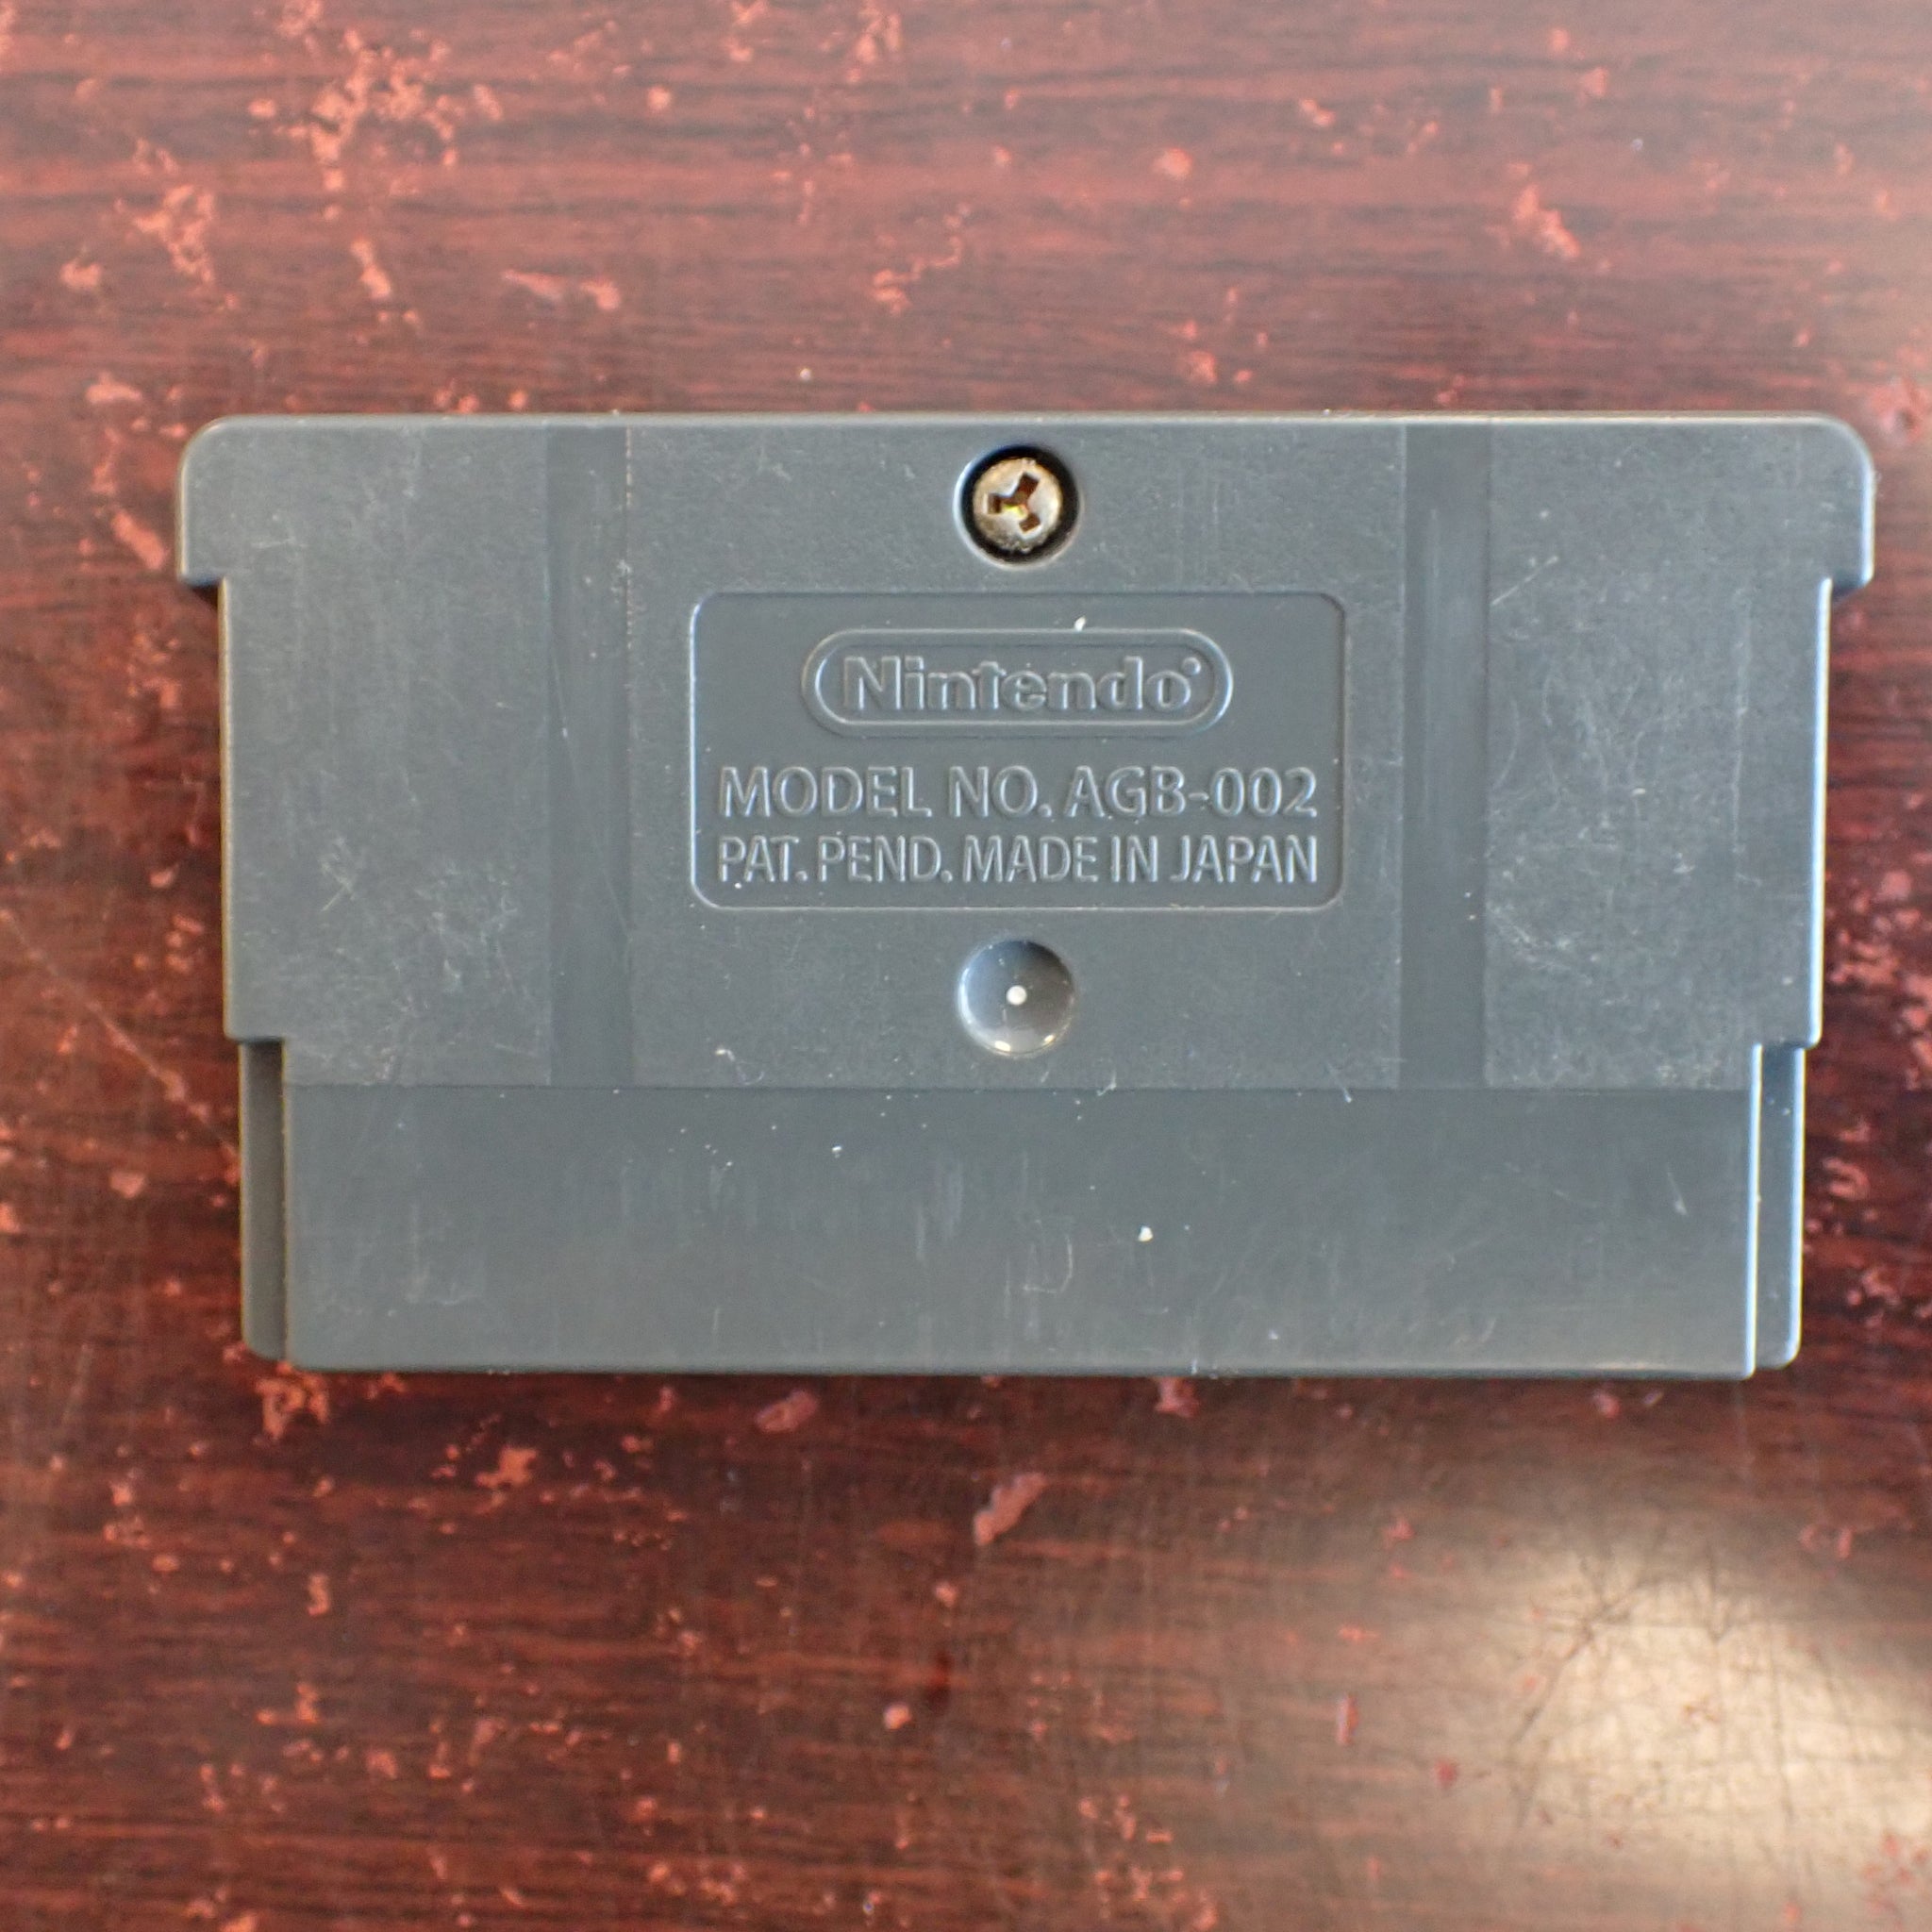 Nintendo®
MODEL NO. AGB-002
PAT. PEND. MADE IN JAPAN